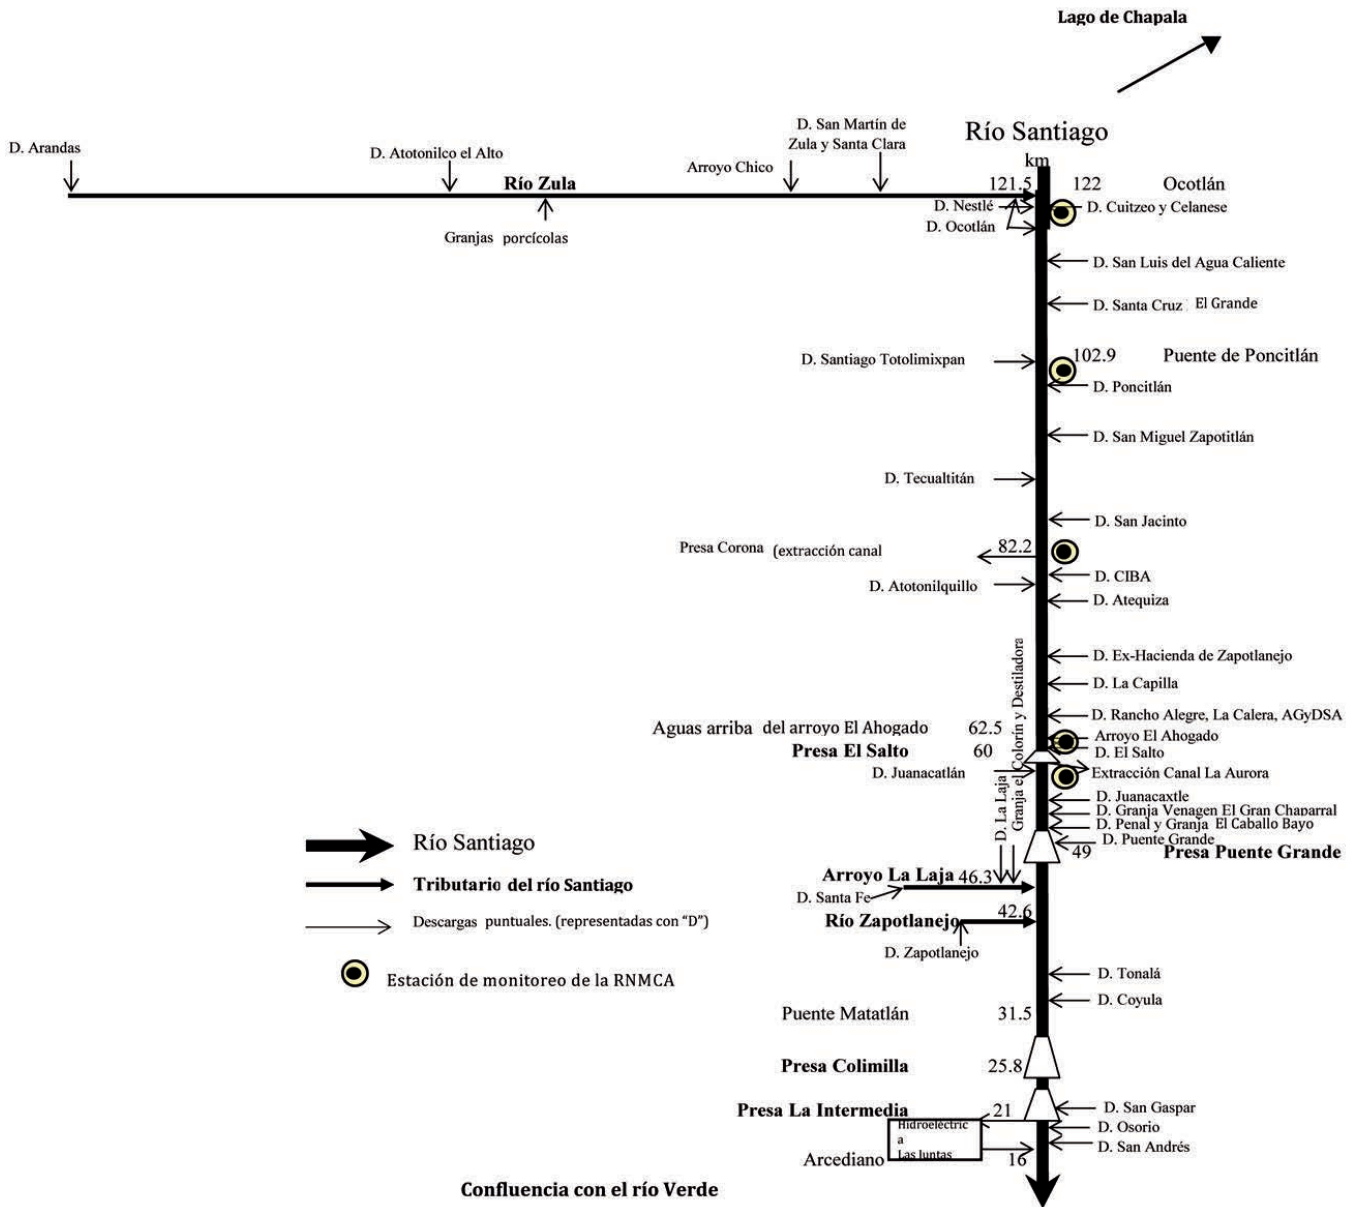 Lago de Chapala
Río Santiago
km
D. Arandas
D. Atotonilco el Alto
Arroyo Chico
D. San Martín de
Zula y Santa Clara
Río Zula
Granjas porcícolas
121.5
122
Ocotlán
D. Nestlé
D. Cuitzeo y Celanese
D. Ocotlán
D. San Luis del Agua Caliente
D. Santa Cruz El Grande
102.9
Puente de Poncitlán
D. Santiago Totolimixpan
D. Poncitlán
D. San Miguel Zapotitlán
D. Tecualtitán
D. San Jacinto
Presa Corona (extracción canal
82.2
D. CIBA
D. Atotonilquillo
D. Atequiza
D. Ex-Hacienda de Zapotlanejo
D. La Capilla
D. Rancho Alegre, La Calera, AGyDSA
Aguas arriba del arroyo El Ahogado
62.5
Arroyo El Ahogado
Presa El Salto
60
D. El Salto
D. Juanacatlán
Extracción Canal La Aurora
D. La Laja
Granja el Colorín y Destiladora
D. Juanacaxtle
D. Granja Venagen El Gran Chaparral
D. Penal y Granja El Caballo Bayo
D. Puente Grande
49
Presa Puente Grande
Arroyo La Laja
46.3
D. Santa Fe
Río Zapotlanejo
42.6
D. Zapotlanejo
D. Tonalá
D. Coyula
Puente Matatlán
31.5
Presa Colimilla
25.8
Presa La Intermedia
21
D. San Gaspar
Hidroeléctric
a
Las Juntas
D. Osorio
D. San Andrés
Arcediano
16
Confluencia con el río Verde
Río Santiago
Tributario del río Santiago
Descargas puntuales. (representadas con “D”)
Estación de monitoreo de la RNMCA